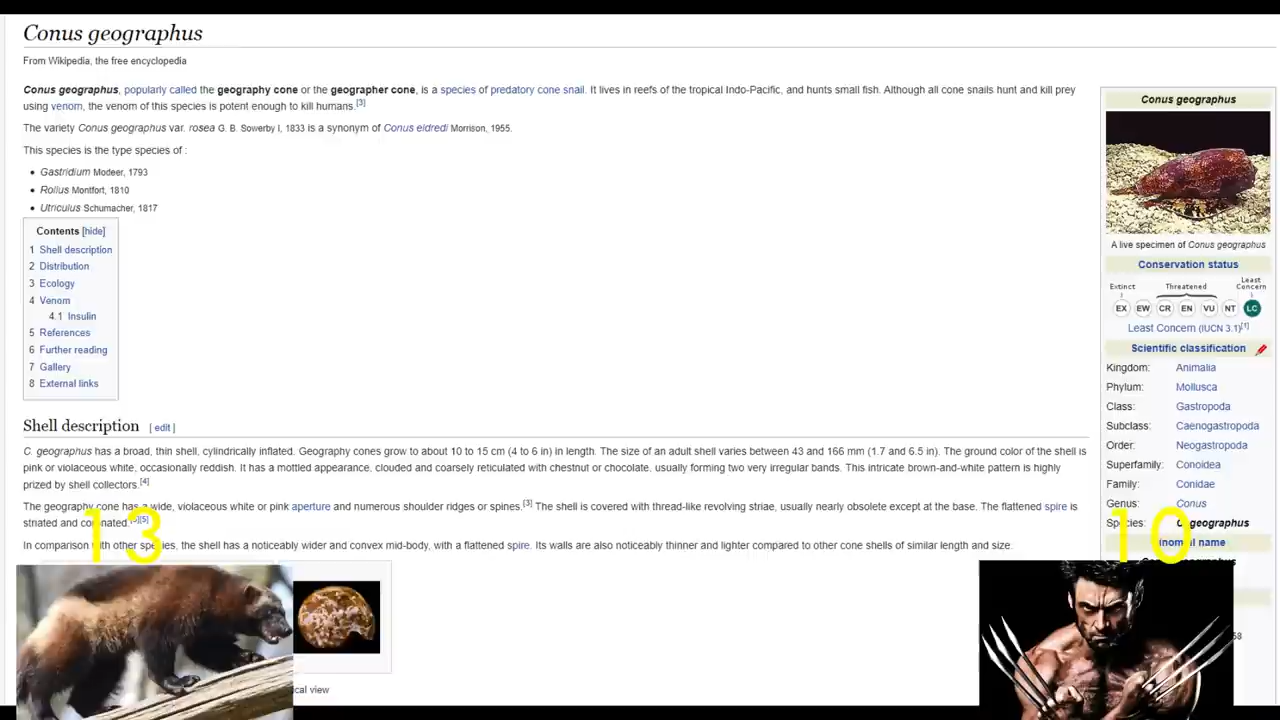 Conus geographus
From Wikipedia, the free encyclopedia
Conus geographus, popularly called the geography cone or the geographer cone, is a species of predatory cone snail. It lives in reefs of the tropical Indo-Pacific, and hunts small fish. Although all cone snails hunt and kill prey
using venom, the venom of this species is potent enough to kill humans.[3]
The variety Conus geographus var. rosea G. B. Sowerby I, 1833 is a synonym of Conus eldredi Morrison, 1955.
This species is the type species of :
• Gastridium Modeer, 1793
• Rollus Montfort, 1810
• Utriculus Schumacher, 1817
Contents [hide]
1 Shell description
2 Distribution
3 Ecology
4 Venom
4.1 Insulin
5 References
6 Further reading
7 Gallery
8 External links
Shell description [ edit ]
C. geographus has a broad, thin shell, cylindrically inflated. Geography cones grow to about 10 to 15 cm (4 to 6 in) in length. The size of an adult shell varies between 43 and 166 mm (1.7 and 6.5 in). The ground color of the shell is
pink or violaceous white, occasionally reddish. It has a mottled appearance, clouded and coarsely reticulated with chestnut or chocolate, usually forming two very irregular bands. This intricate brown-and-white pattern is highly
prized by shell collectors.[4]
The geography cone has a wide, violaceous white or pink aperture and numerous shoulder ridges or spines.[3] The shell is covered with thread-like revolving striae, usually nearly obsolete except at the base. The flattened spire is
striated and coronated.[3][5]
In comparison with other species, the shell has a noticeably wider and convex mid-body, with a flattened spire. Its walls are also noticeably thinner and lighter compared to other cone shells of similar length and size.
13
ical view
Conus geographus
A live specimen of Conus geographus
Conservation status
Extinct Threatened Least Concern
EX EW CR EN VU NT LC
Least Concern (IUCN 3.1)[1]
Scientific classification
Kingdom: Animalia
Phylum: Mollusca
Class: Gastropoda
Subclass: Caenogastropoda
Order: Neogastropoda
Superfamily: Conoidea
Family: Conidae
Genus: Conus
Species: C. geographus
inomial name
10
58